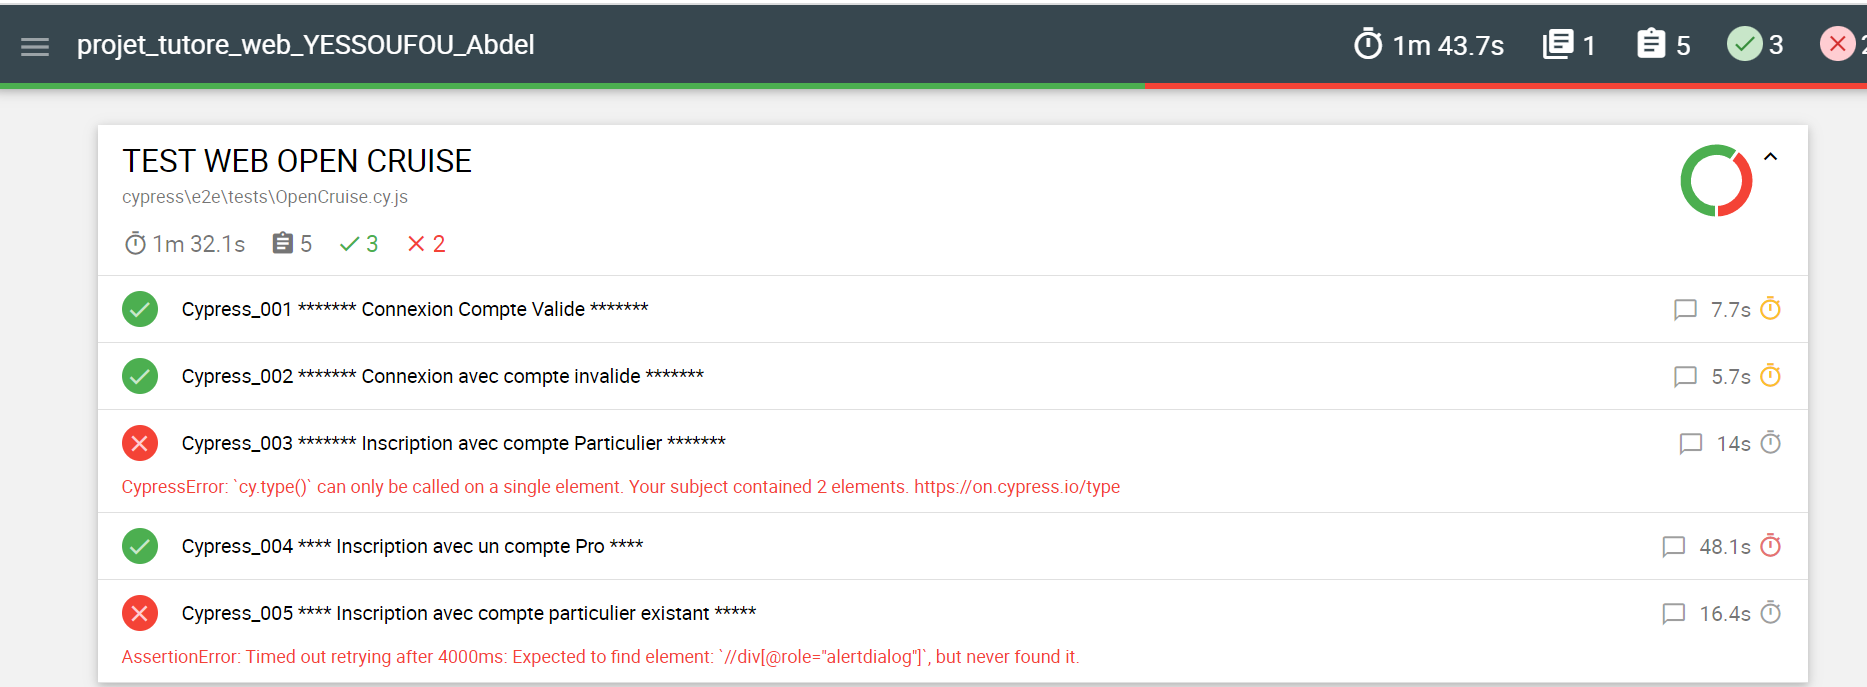 projet_tutore_web_YESSOUFOU_Abdel 1m 43.7s 1 5 3 2
TEST WEB OPEN CRUISE
cypress\e2e\tests\OpenCruise.cy.js
1m 32.1s 5 3 2
Cypress_001 ******* Connexion Compte Valide ******* 7.7s
Cypress_002 ******* Connexion avec compte invalide ******* 5.7s
Cypress_003 ******* Inscription avec compte Particulier ******* 14s
CypressError: `cy.type()` can only be called on a single element. Your subject contained 2 elements. https://on.cypress.io/type
Cypress_004 **** Inscription avec un compte Pro **** 48.1s
Cypress_005 **** Inscription avec compte particulier existant ***** 16.4s
AssertionError: Timed out retrying after 4000ms: Expected to find element: `//div[@role="alertdialog"]`, but never found it.